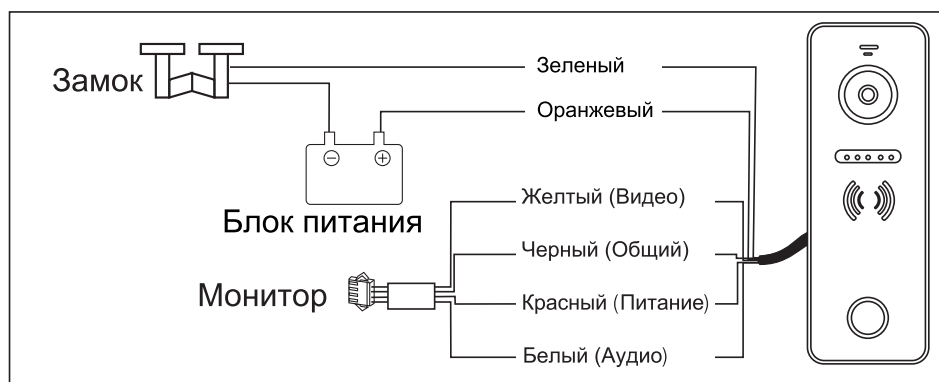 Зеленый
Замок
Оранжевый
Блок питания
Желтый (Видео)
Черный (Общий)
Монитор
Красный (Питание)
Белый (Аудио)